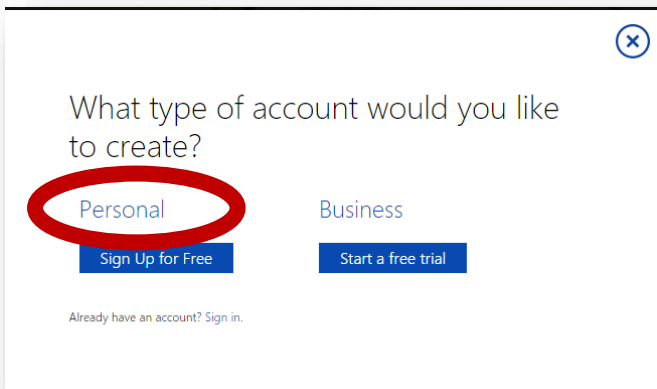 What type of account would you like
to create?
Personal
Business
Sign Up for Free
Start a free trial
Already have an account? Sign in.